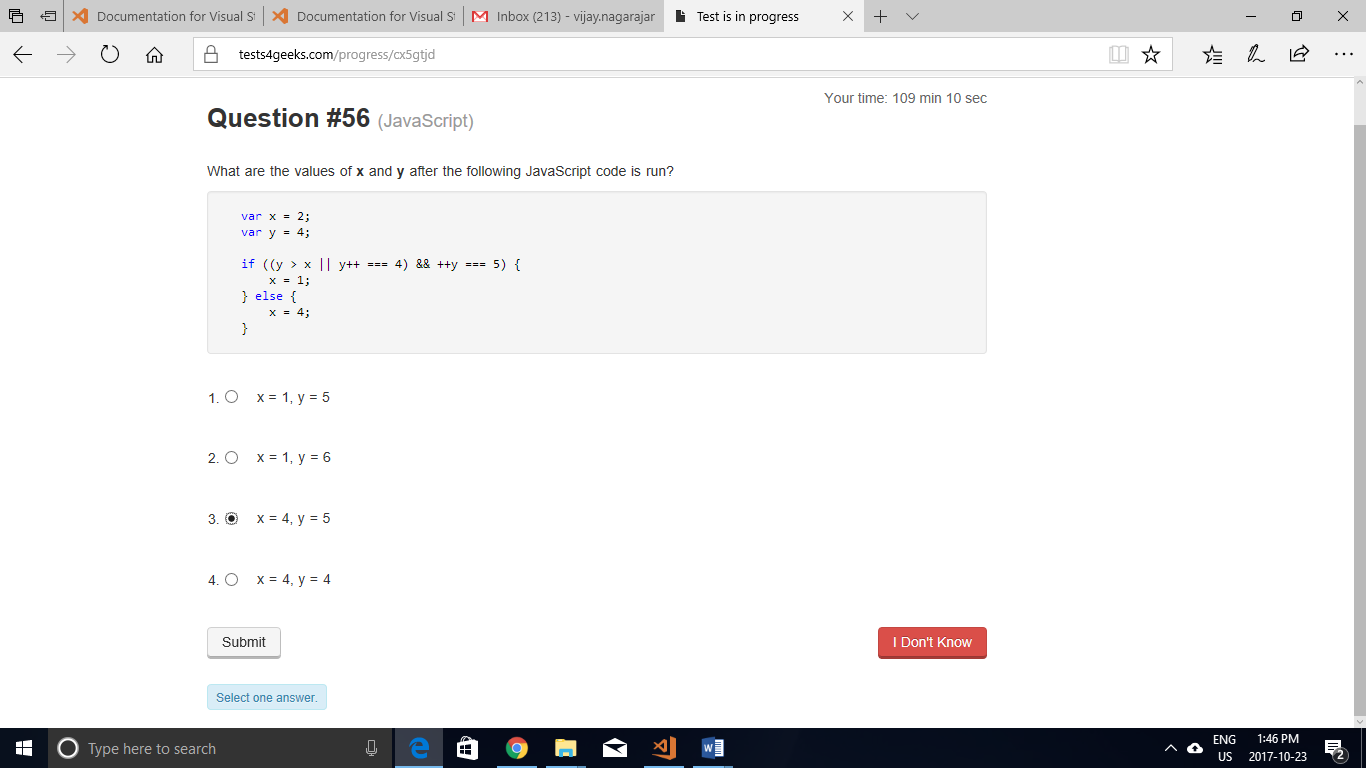 Documentation for Visual St
Documentation for Visual St
Inbox (213) - vijay.nagarajar
Test is in progress
tests4geeks.com/progress/cx5gtjd
Your time: 109 min 10 sec
Question #56 (JavaScript)
What are the values of x and y after the following JavaScript code is run?
var x = 2;
var y = 4;
if ((y > x || y++ === 4) && ++y === 5) {
x = 1;
} else {
x = 4;
}
1. x = 1, y = 5
2. x = 1, y = 6
3. x = 4, y = 5
4. x = 4, y = 4
Submit
I Don't Know
Select one answer.
Type here to search
ENG
US
1:46 PM
2017-10-23
2